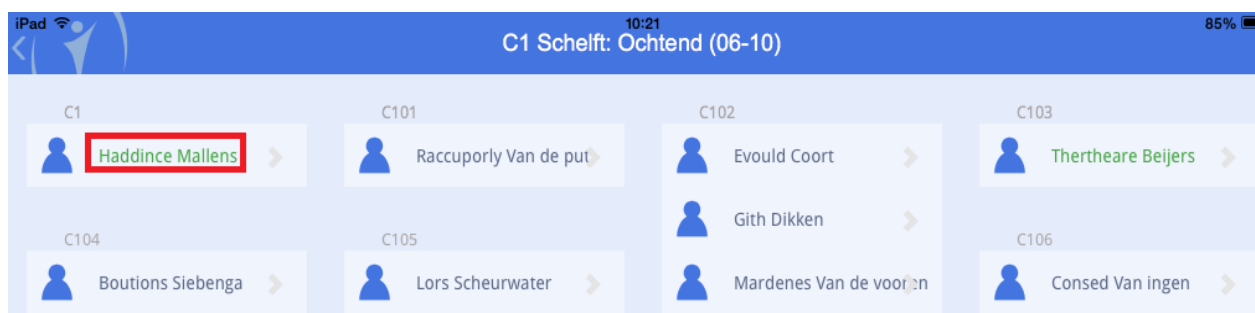 iPad 10:21 85%
C1 Schelft: Ochtend (06-10)
C1 C101 C102 C103
Haddince Mallens Raccuporly Van de put Evould Coort Thertheare Beijers
Gith Dikken
C104 C105 C106
Boutions Siebenga Lors Scheurwater Mardenes Van de vooren Consed Van ingen